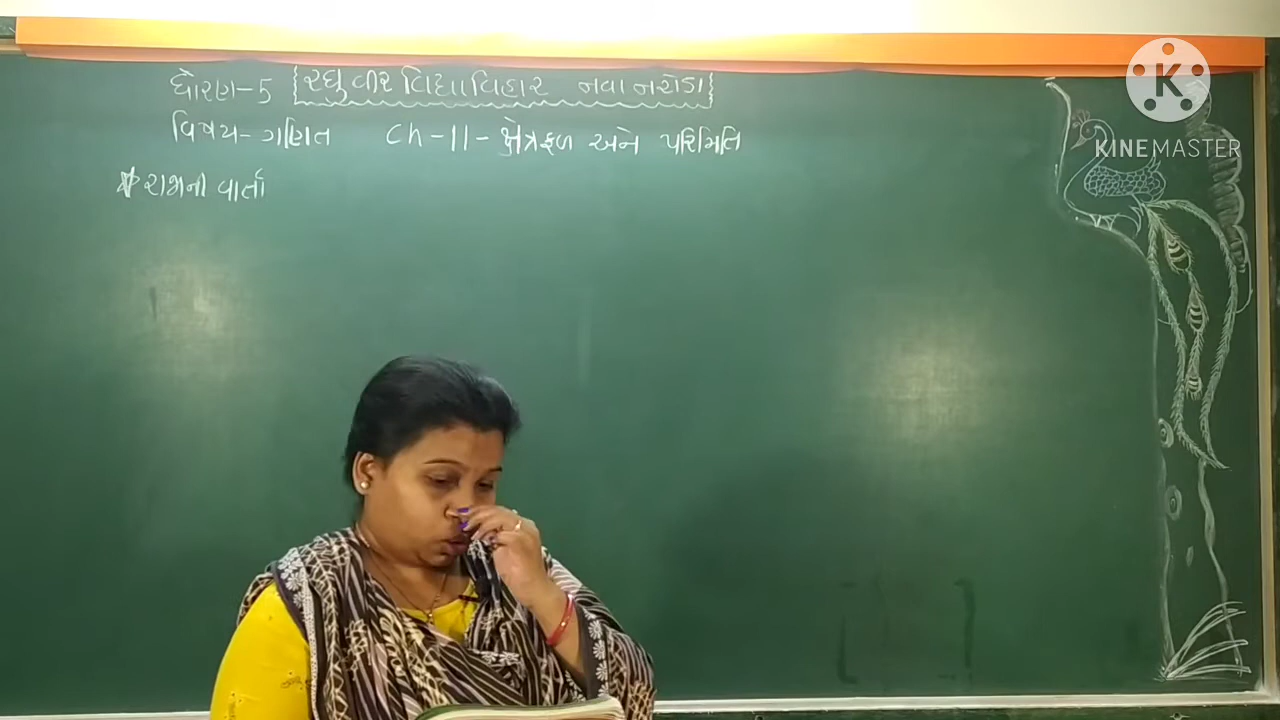 ધોરણ-5 {રઘુવીર વિદ્યાવિહાર નવા નરોડા}
વિષય-ગણિત Ch-11-ક્ષેત્રફળ અને પરિમિતિ
* રાજાની વાર્તા
K
KINEMASTER